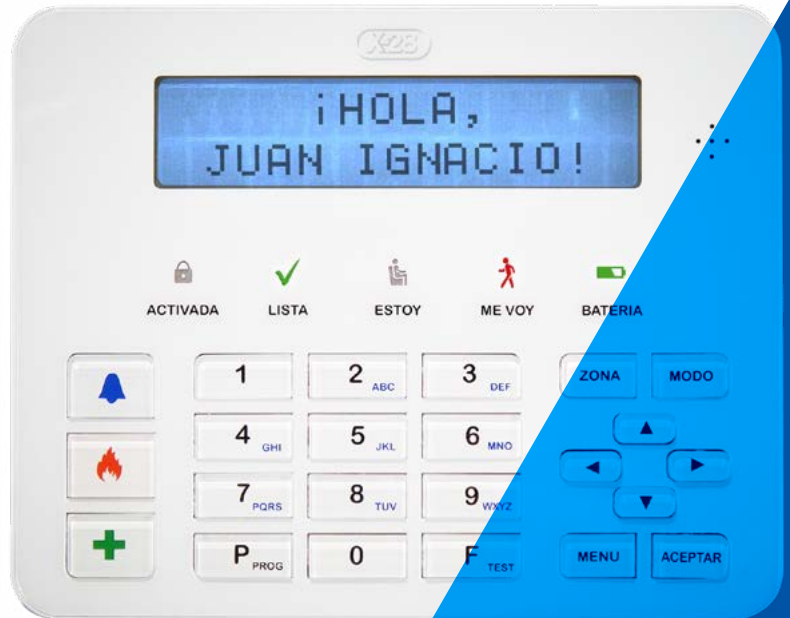 X-28
¡HOLA,
JUAN IGNACIO!
ACTIVADA LISTA ESTOY ME VOY BATERIA
1 2 ABC 3 DEF ZONA MODO
4 GHI 5 JKL 6 MNO
7 PQRS 8 TUV 9 WXYZ
P PROG 0 F TEST MENU ACEPTAR